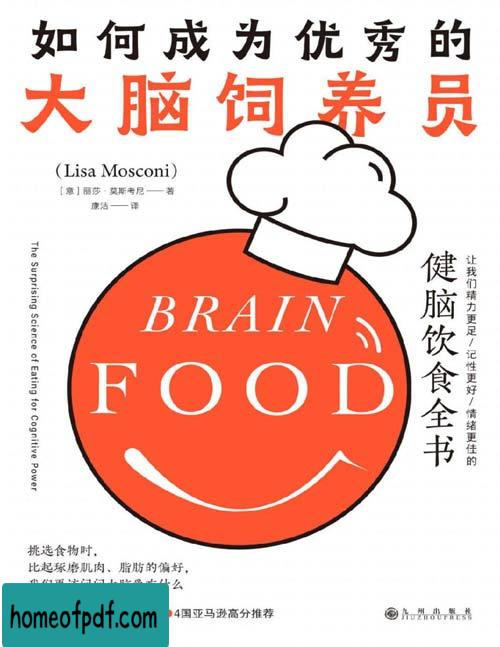 如何成为优秀的
大脑饲养员
(Lisa Mosconi)
[意] 丽莎·莫斯考尼——著
康洁——译
The Surprising Science of Eating for Cognitive Power
BRAIN
FOOD
让我们精力更足/记性更好/情绪更佳的
健脑饮食全书
挑选食物时,
比起琢磨肌肉、脂肪的偏好,
4国亚马逊高分推荐
九州出版社
JIUZHOUPRESS
homeofpdf.com